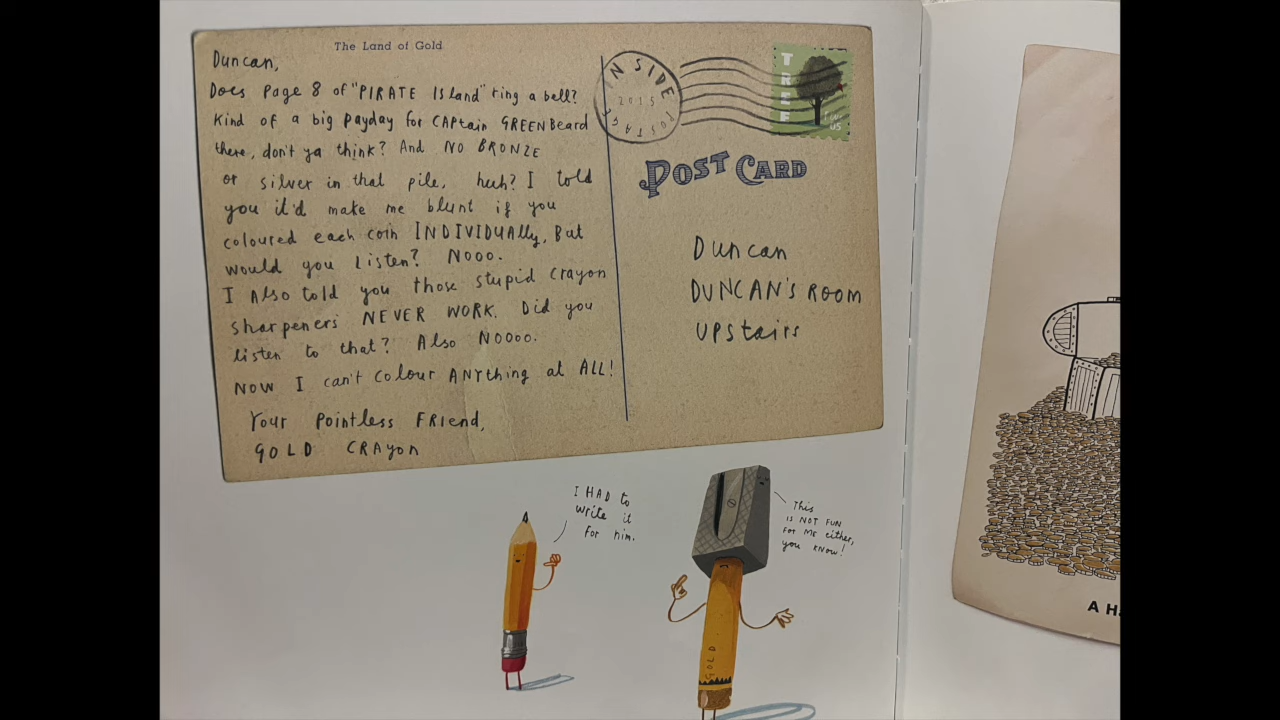 The Land of Gold
Duncan,
Does Page 8 of "PIRATE ISland" ring a bell?
Kind of a big payday for CAPtain GREENBeard
there, don't ya think? And NO BRONZE
or silver in that pile, huh? I told
you it'd make me blunt if you
coloured each coin INDIVIDUAlly, But
would you listen? Nooo.
I Also told you those stupid Crayon
sharpeners NEVER WORK. Did you
listen to that? Also NOooo.
NOW I can't colour ANything at ALL!
Your Pointless FRIend,
GOLD CRAyon
INSIDE POSTAGE
2015
TREE
US
POST CARD
Duncan
DUNCAN'S ROOM
UPStairs
I HAD to
write it
for him.
This
is NOT FUN
FOR ME either,
you KNOW!
GOLD
A H